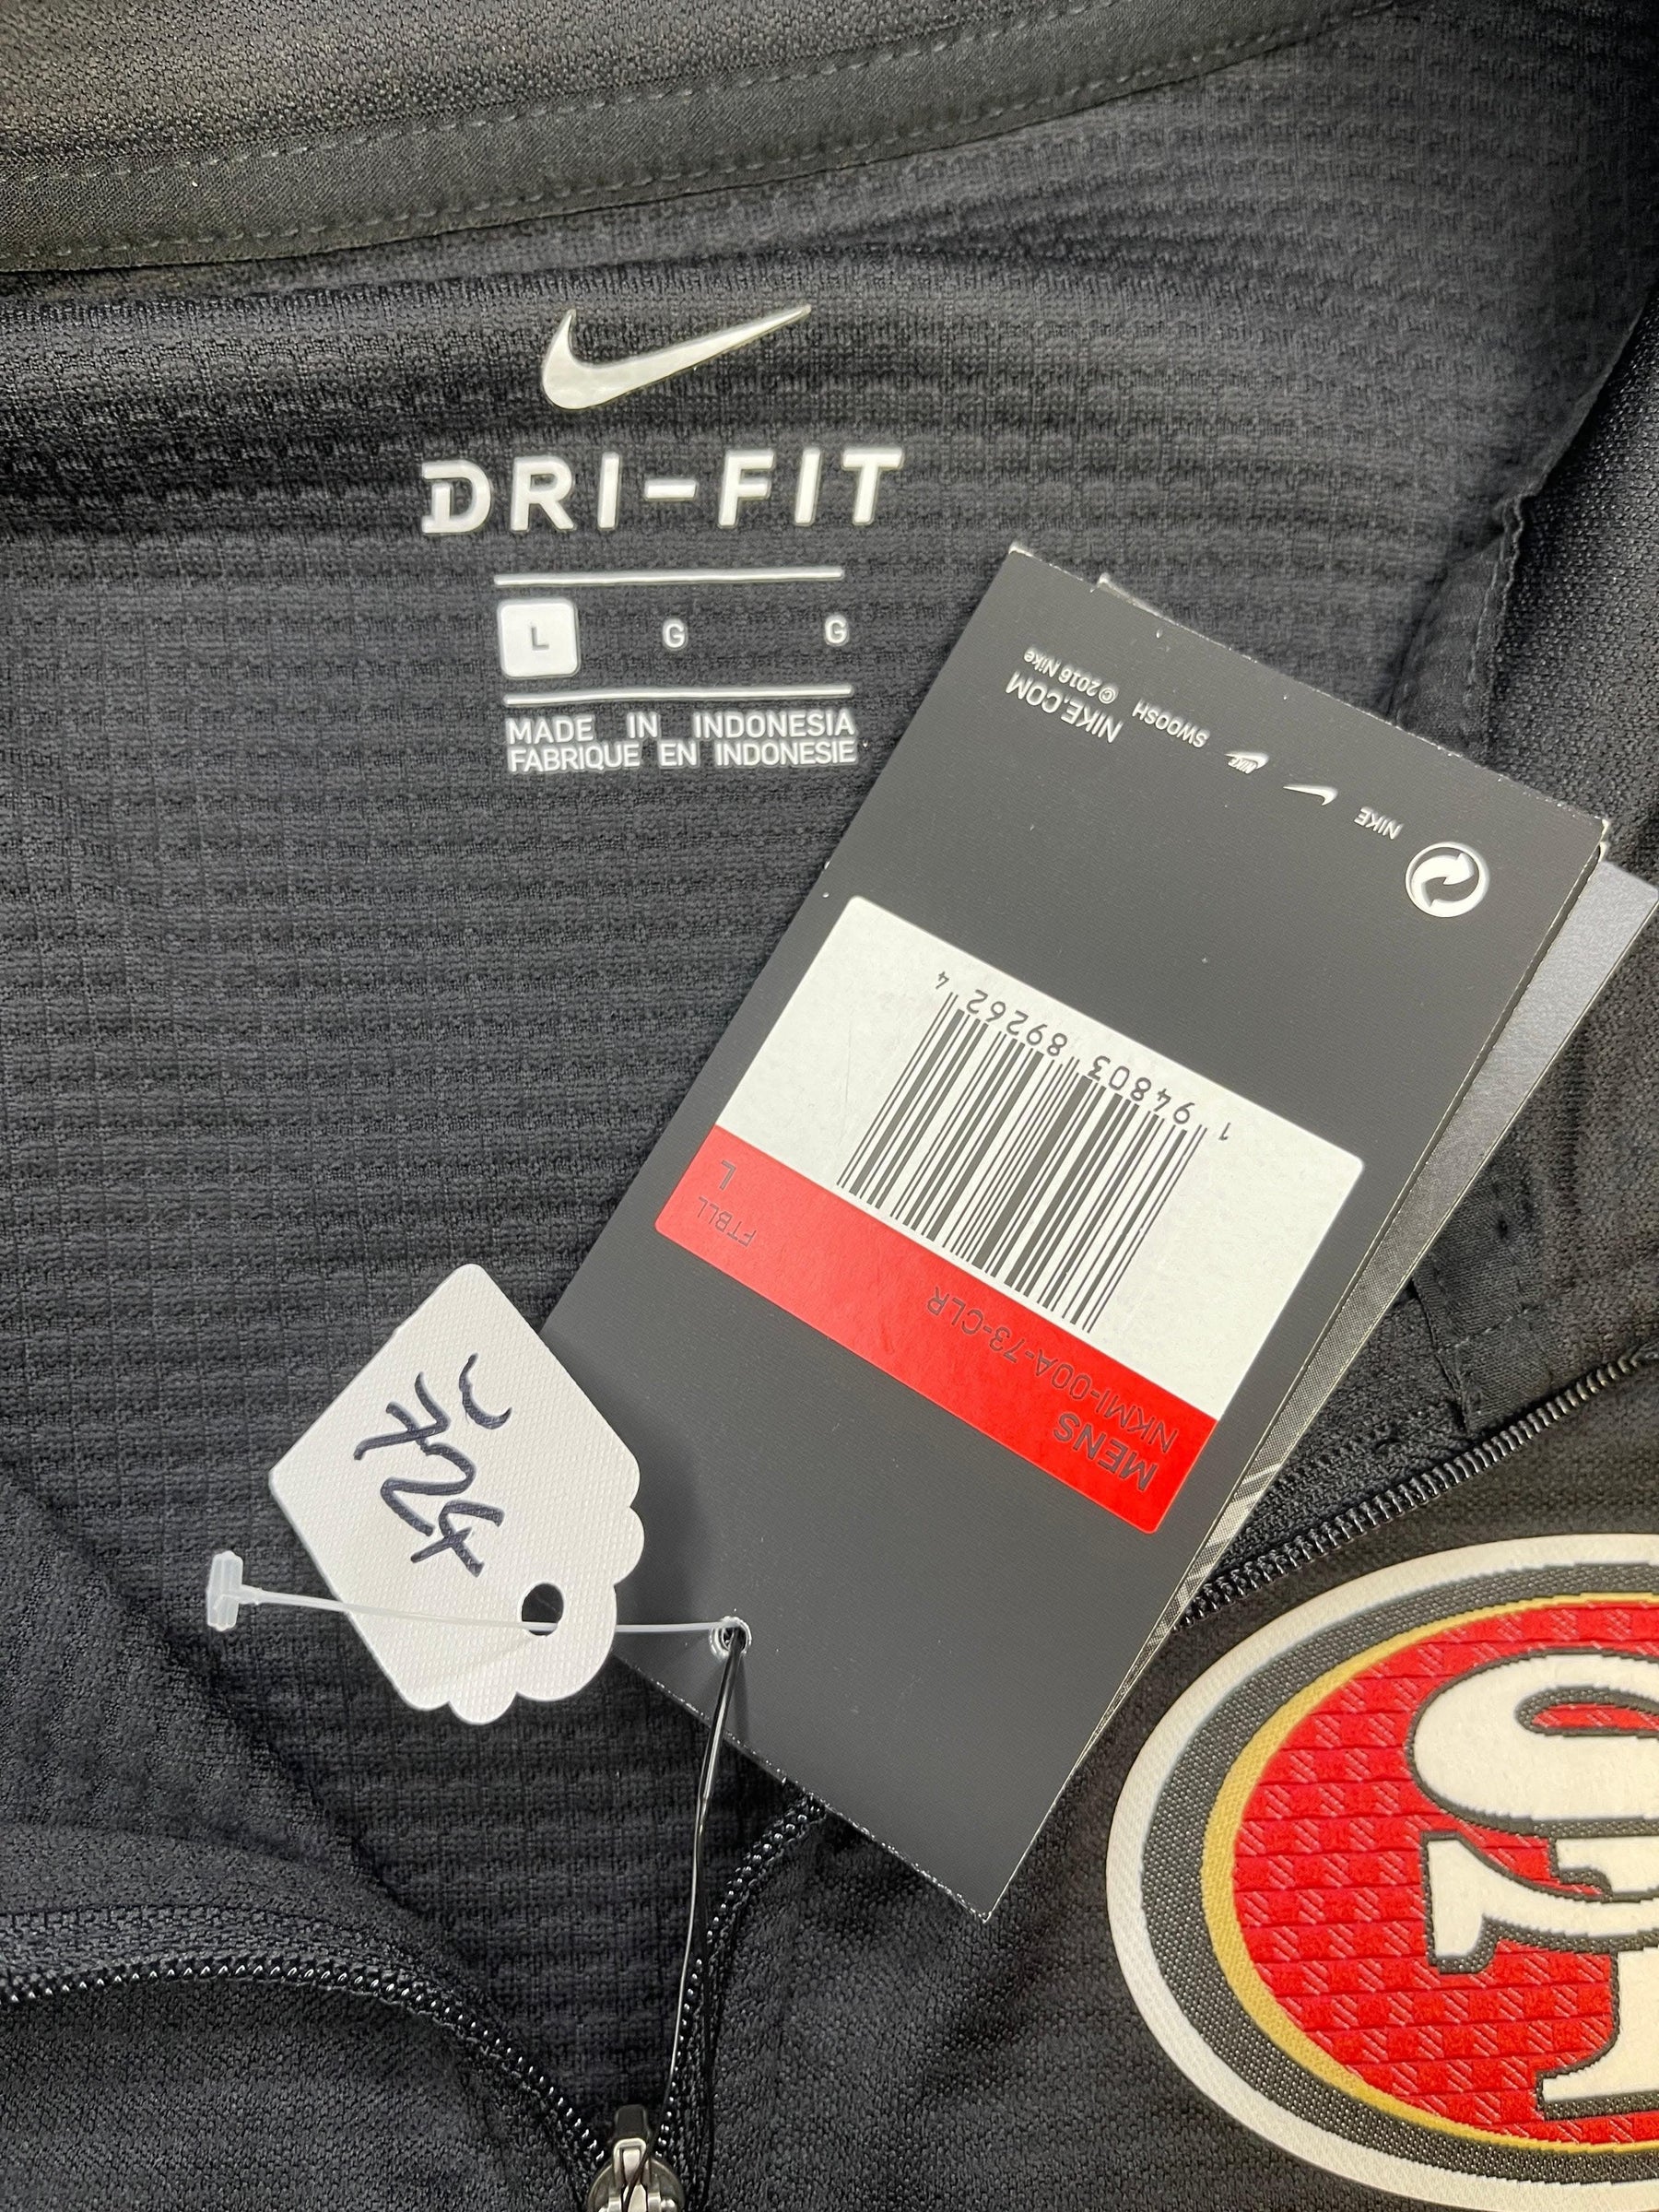 DRI-FIT
L G G
MADE IN INDONESIA
FABRIQUE EN INDONESIE
MENS
NKMI-00A-73-CLR
FTBLL
L
1 94803 89262 4
NIKE
NIKE
SWOOSH
© 2016 Nike
NIKE.COM
SF